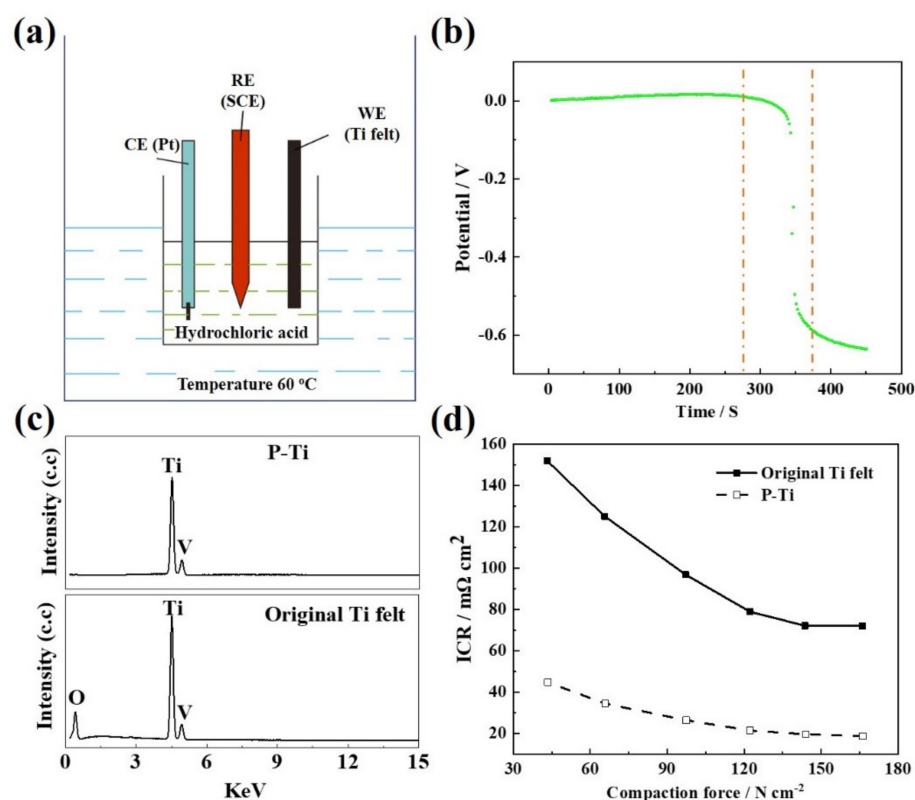 (a)
RE
(SCE)
WE
(Ti felt)
CE (Pt)
Hydrochloric acid
Temperature 60 °C
(b)
Potential / V
0.0
-0.2
-0.4
-0.6
0 100 200 300 400 500
Time / S
(c)
P-Ti
Ti
V
Intensity (c.c)
Original Ti felt
Ti
O
V
Intensity (c.c)
0 3 6 9 12 15
KeV
(d)
ICR / mΩ cm²
160
140
120
100
80
60
40
20
Original Ti felt
P-Ti
30 60 90 120 150 180
Compaction force / N cm⁻²